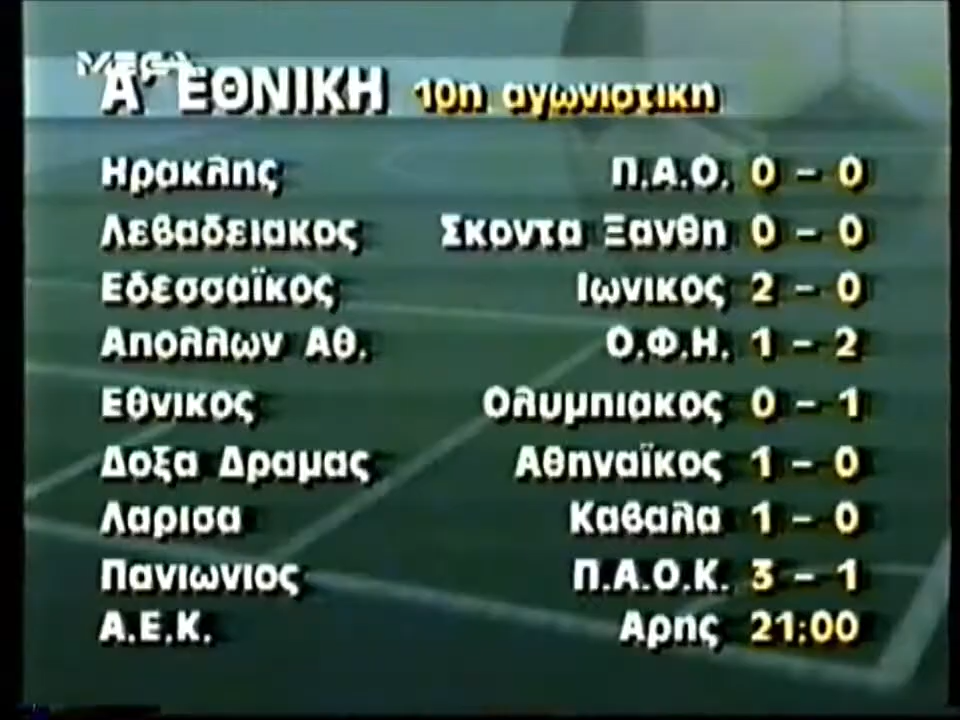 MEGA
Α' ΕΘΝΙΚΗ 10η αγωνιστικη
Ηρακλης Π.Α.Ο. 0 - 0
Λεβαδειακος Σκοντα Ξανθη 0 - 0
Εδεσσαϊκος Ιωνικος 2 - 0
Απολλων Αθ. Ο.Φ.Η. 1 - 2
Εθνικος Ολυμπιακος 0 - 1
Δοξα Δραμας Αθηναϊκος 1 - 0
Λαρισα Καβαλα 1 - 0
Πανιωνιος Π.Α.Ο.Κ. 3 - 1
Α.Ε.Κ. Αρης 21:00